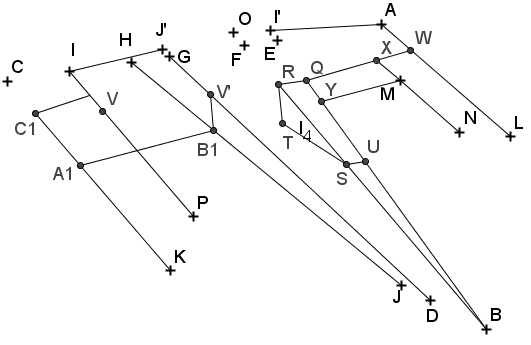 O I' A
J'
H
I G F E X W
C R Q
V' Y M
C1 V N L
T I4
B1 U
A1 S
P
K
J D B